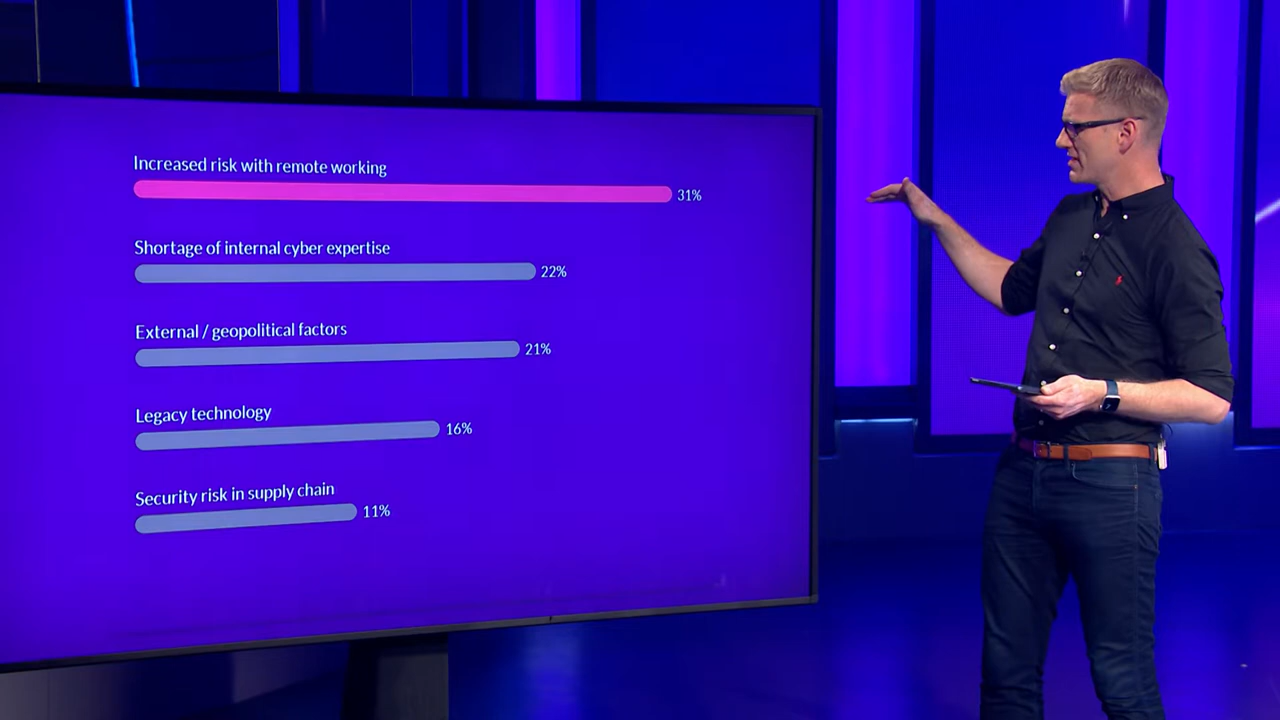 Increased risk with remote working
31%
Shortage of internal cyber expertise
22%
External / geopolitical factors
21%
Legacy technology
16%
Security risk in supply chain
11%